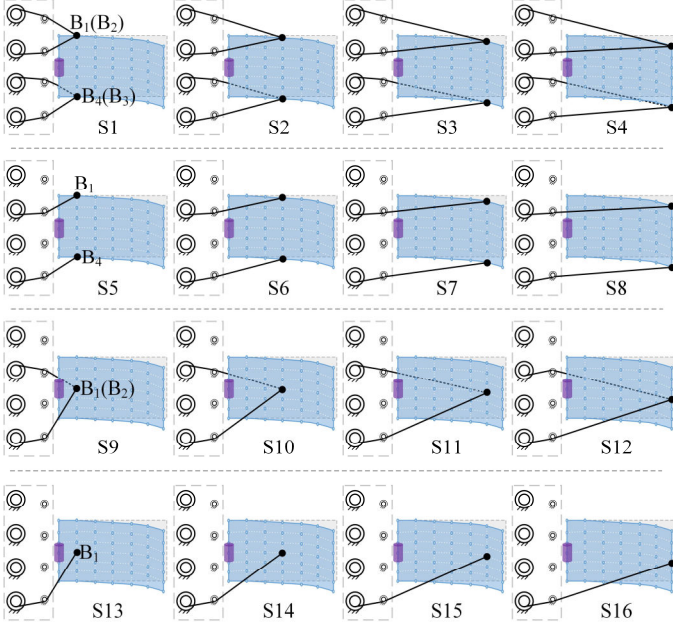 B₁(B₂)
B₄(B₃)
S1 S2 S3 S4
B₁
B₄
S5 S6 S7 S8
B₁(B₂)
S9 S10 S11 S12
B₁
S13 S14 S15 S16